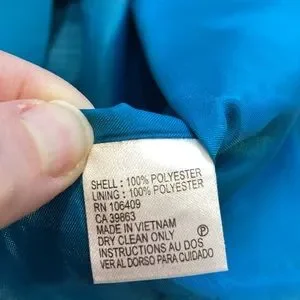 SHELL : 100% POLYESTER
LINING : 100% POLYESTER
RN 106409
CA 39863
MADE IN VIETNAM
DRY CLEAN ONLY
INSTRUCTIONS AU DOS
VER AL DORSO PARA CUIDADO
P